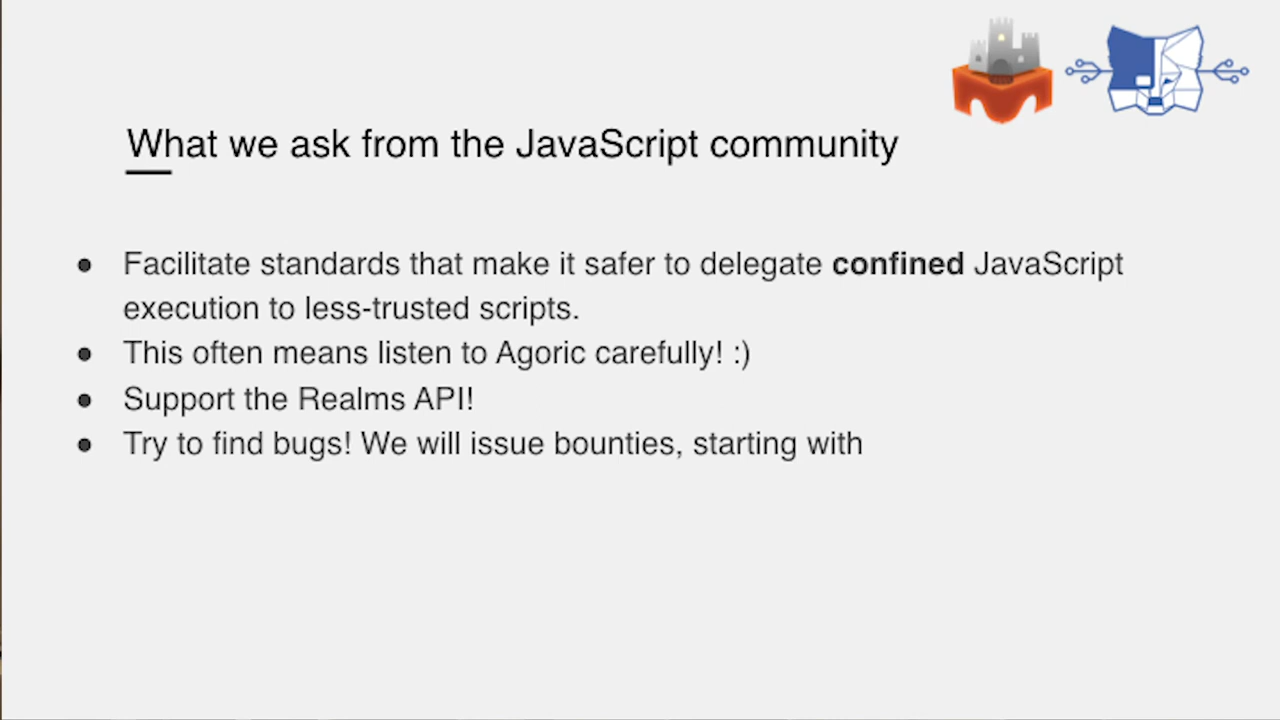 What we ask from the JavaScript community
● Facilitate standards that make it safer to delegate confined JavaScript
execution to less-trusted scripts.
● This often means listen to Agoric carefully! :)
● Support the Realms API!
● Try to find bugs! We will issue bounties, starting with